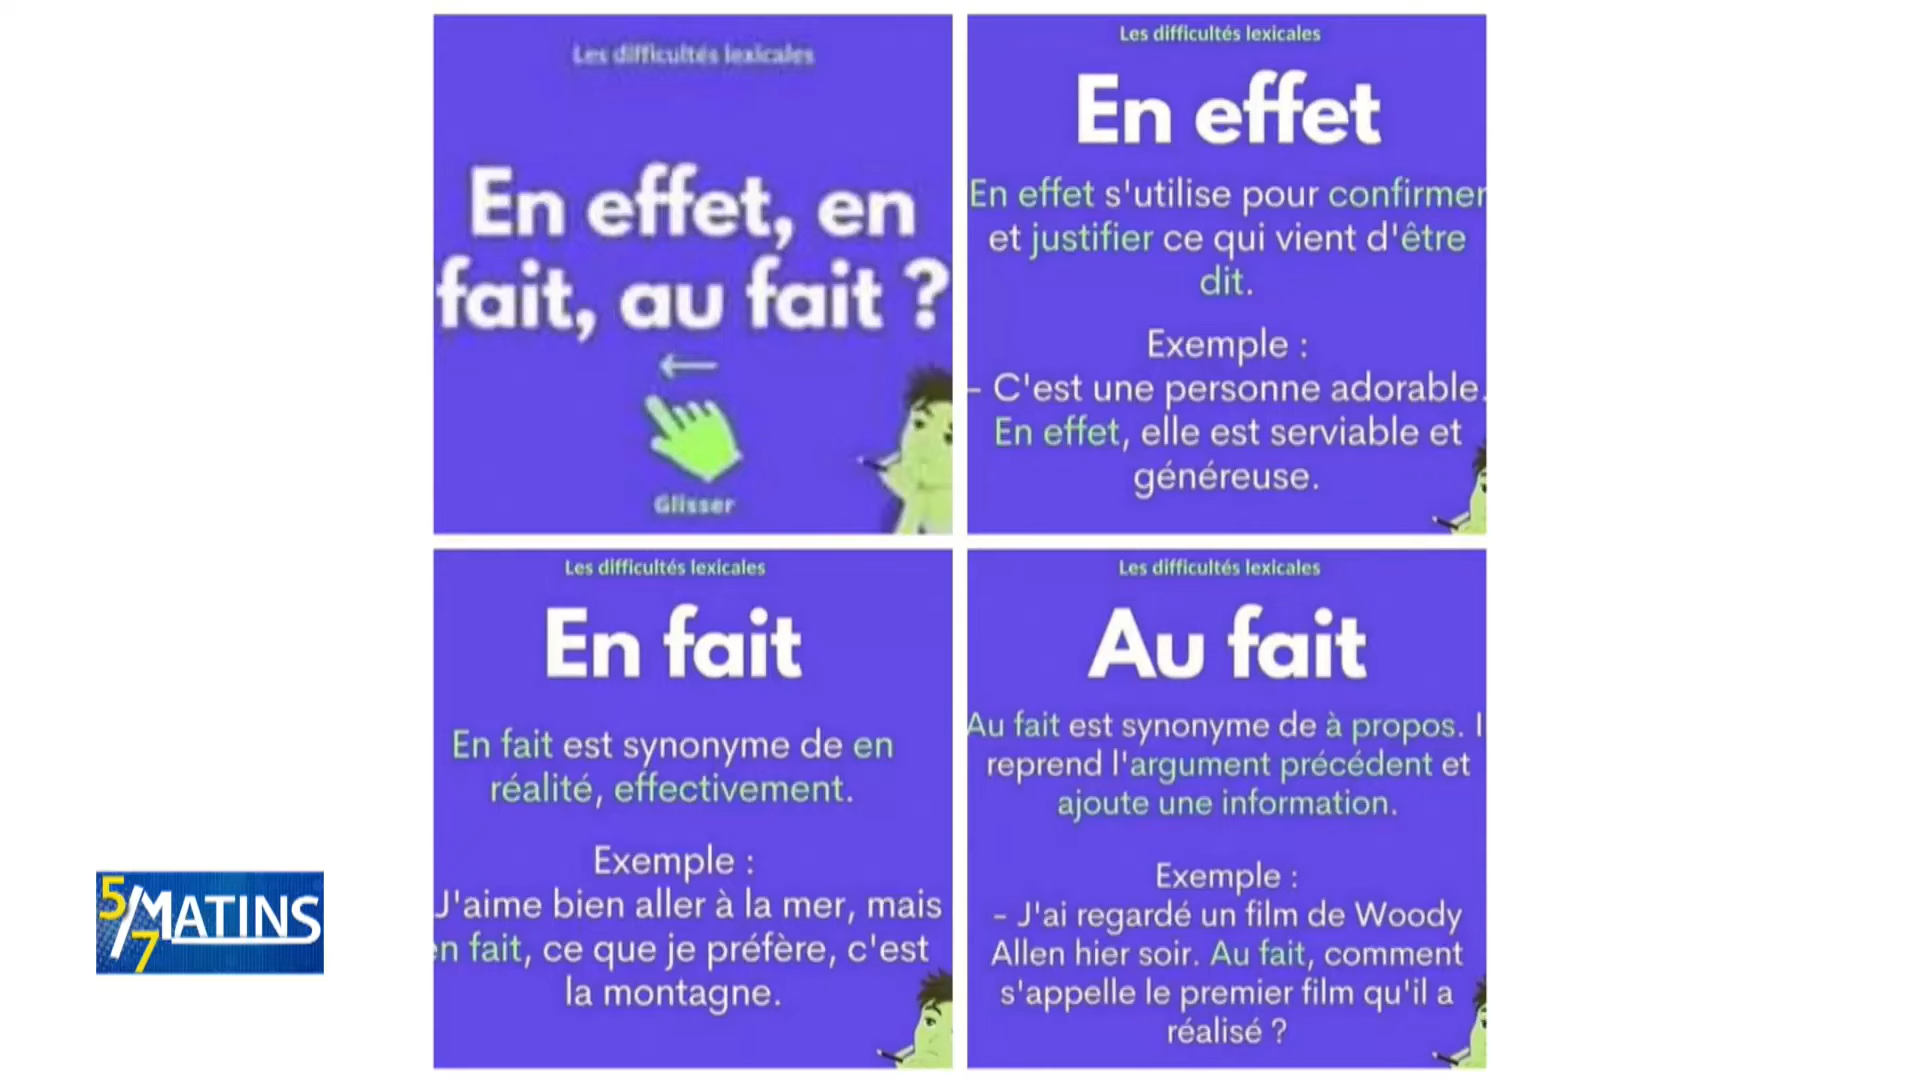 Les difficultés lexicales
En effet, en
fait, au fait ?
Glisser
Les difficultés lexicales
En effet
En effet s'utilise pour confirmer
et justifier ce qui vient d'être
dit.
Exemple :
- C'est une personne adorable.
En effet, elle est serviable et
généreuse.
Les difficultés lexicales
En fait
En fait est synonyme de en
réalité, effectivement.
Exemple :
J'aime bien aller à la mer, mais
en fait, ce que je préfère, c'est
la montagne.
Les difficultés lexicales
Au fait
Au fait est synonyme de à propos. I
reprend l'argument précédent et
ajoute une information.
Exemple :
- J'ai regardé un film de Woody
Allen hier soir. Au fait, comment
s'appelle le premier film qu'il a
réalisé ?
5/7 MATINS